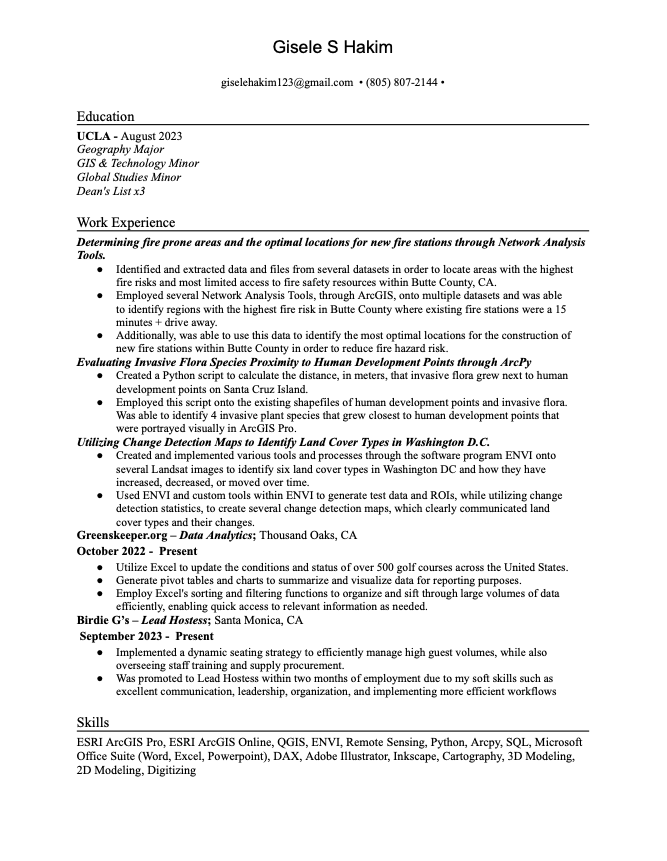 Gisele S Hakim
giselehakim123@gmail.com • (805) 807-2144 •
Education
UCLA - August 2023
Geography Major
GIS & Technology Minor
Global Studies Minor
Dean's List x3
Work Experience
Determining fire prone areas and the optimal locations for new fire stations through Network Analysis
Tools.
● Identified and extracted data and files from several datasets in order to locate areas with the highest
fire risks and most limited access to fire safety resources within Butte County, CA.
● Employed several Network Analysis Tools, through ArcGIS, onto multiple datasets and was able
to identify regions with the highest fire risk in Butte County where existing fire stations were a 15
minutes + drive away.
● Additionally, was able to use this data to identify the most optimal locations for the construction of
new fire stations within Butte County in order to reduce fire hazard risk.
Evaluating Invasive Flora Species Proximity to Human Development Points through ArcPy
● Created a Python script to calculate the distance, in meters, that invasive flora grew next to human
development points on Santa Cruz Island.
● Employed this script onto the existing shapefiles of human development points and invasive flora.
Was able to identify 4 invasive plant species that grew closest to human development points that
were portrayed visually in ArcGIS Pro.
Utilizing Change Detection Maps to Identify Land Cover Types in Washington D.C.
● Created and implemented various tools and processes through the software program ENVI onto
several Landsat images to identify six land cover types in Washington DC and how they have
increased, decreased, or moved over time.
● Used ENVI and custom tools within ENVI to generate test data and ROIs, while utilizing change
detection statistics, to create several change detection maps, which clearly communicated land
cover types and their changes.
Greenskeeper.org – Data Analytics; Thousand Oaks, CA
October 2022 - Present
● Utilize Excel to update the conditions and status of over 500 golf courses across the United States.
● Generate pivot tables and charts to summarize and visualize data for reporting purposes.
● Employ Excel's sorting and filtering functions to organize and sift through large volumes of data
efficiently, enabling quick access to relevant information as needed.
Birdie G’s – Lead Hostess; Santa Monica, CA
September 2023 - Present
● Implemented a dynamic seating strategy to efficiently manage high guest volumes, while also
overseeing staff training and supply procurement.
● Was promoted to Lead Hostess within two months of employment due to my soft skills such as
excellent communication, leadership, organization, and implementing more efficient workflows
Skills
ESRI ArcGIS Pro, ESRI ArcGIS Online, QGIS, ENVI, Remote Sensing, Python, Arcpy, SQL, Microsoft
Office Suite (Word, Excel, Powerpoint), DAX, Adobe Illustrator, Inkscape, Cartography, 3D Modeling,
2D Modeling, Digitizing